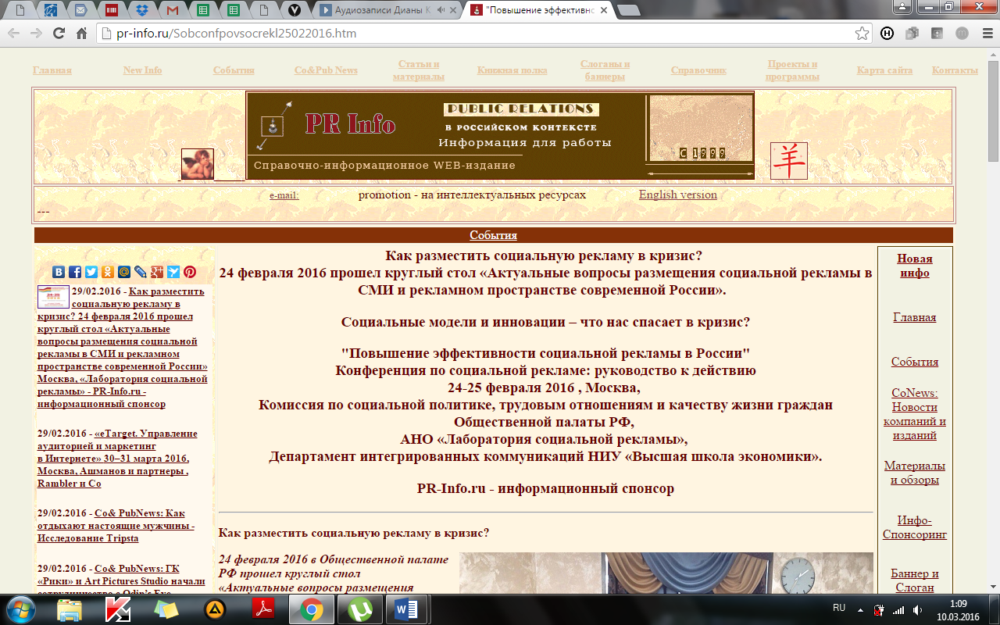 Аудиозаписи Дианы К
"Повышение эффективнс
pr-info.ru/Sobconfpovsocrekl25022016.htm
Главная
New Info
События
Co&Pub News
Статьи и
материалы
Книжная полка
Слоганы и
баннеры
Справочник
Проекты и
программы
Карта сайта
Контакты
PR Info
PUBLIC RELATIONS
В РОССИЙСКОМ КОНТЕКСТЕ
Информация для работы
Справочно-информационное WEB-издание
С 1999
羊
e-mail:
promotion - на интеллектуальных ресурсах
English version
---
События
29/02.2016 - Как разместить
социальную рекламу в
кризис? 24 февраля 2016 прошел
круглый стол «Актуальные
вопросы размещения социальной
рекламы в СМИ и рекламном
пространстве современной России»
Москва, «Лаборатория социальной
рекламы» - PR-Info.ru -
информационный спонсор
29/02.2016 - «eTarget. Управление
аудиторией и маркетинг
в Интернете» 30–31 марта 2016,
Москва, Ашманов и партнеры ,
Rambler и Co
29/02.2016 - Co& PubNews: Как
отдыхают настоящие мужчины -
Исследование Tripsta
29/02.2016 - Co& PubNews: ГК
«Рики» и Art Pictures Studio начали
сотрудничество с Odin's Eye
Как разместить социальную рекламу в кризис?
24 февраля 2016 прошел круглый стол «Актуальные вопросы размещения социальной рекламы в
СМИ и рекламном пространстве современной России».
Социальные модели и инновации – что нас спасает в кризис?
"Повышение эффективности социальной рекламы в России"
Конференция по социальной рекламе: руководство к действию
24-25 февраля 2016 , Москва,
Комиссия по социальной политике, трудовым отношениям и качеству жизни граждан
Общественной палаты РФ,
АНО «Лаборатория социальной рекламы»,
Департамент интегрированных коммуникаций НИУ «Высшая школа экономики».
PR-Info.ru - информационный спонсор
Как разместить социальную рекламу в кризис?
24 февраля 2016 в Общественной палате
РФ прошел круглый стол
«Актуальные вопросы размещения
Новая
инфо
Главная
События
CoNews:
Новости
компаний и
изданий
Материалы
и обзоры
Инфо-
Спонсоринг
Баннер и
Слоган
RU
1:09
10.03.2016